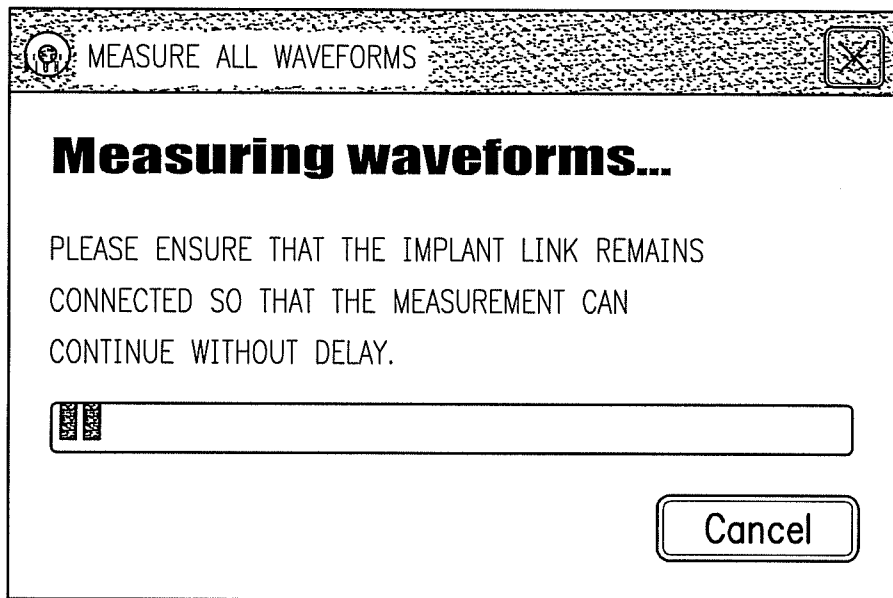 MEASURE ALL WAVEFORMS
Measuring waveforms...
PLEASE ENSURE THAT THE IMPLANT LINK REMAINS
CONNECTED SO THAT THE MEASUREMENT CAN
CONTINUE WITHOUT DELAY.
Cancel